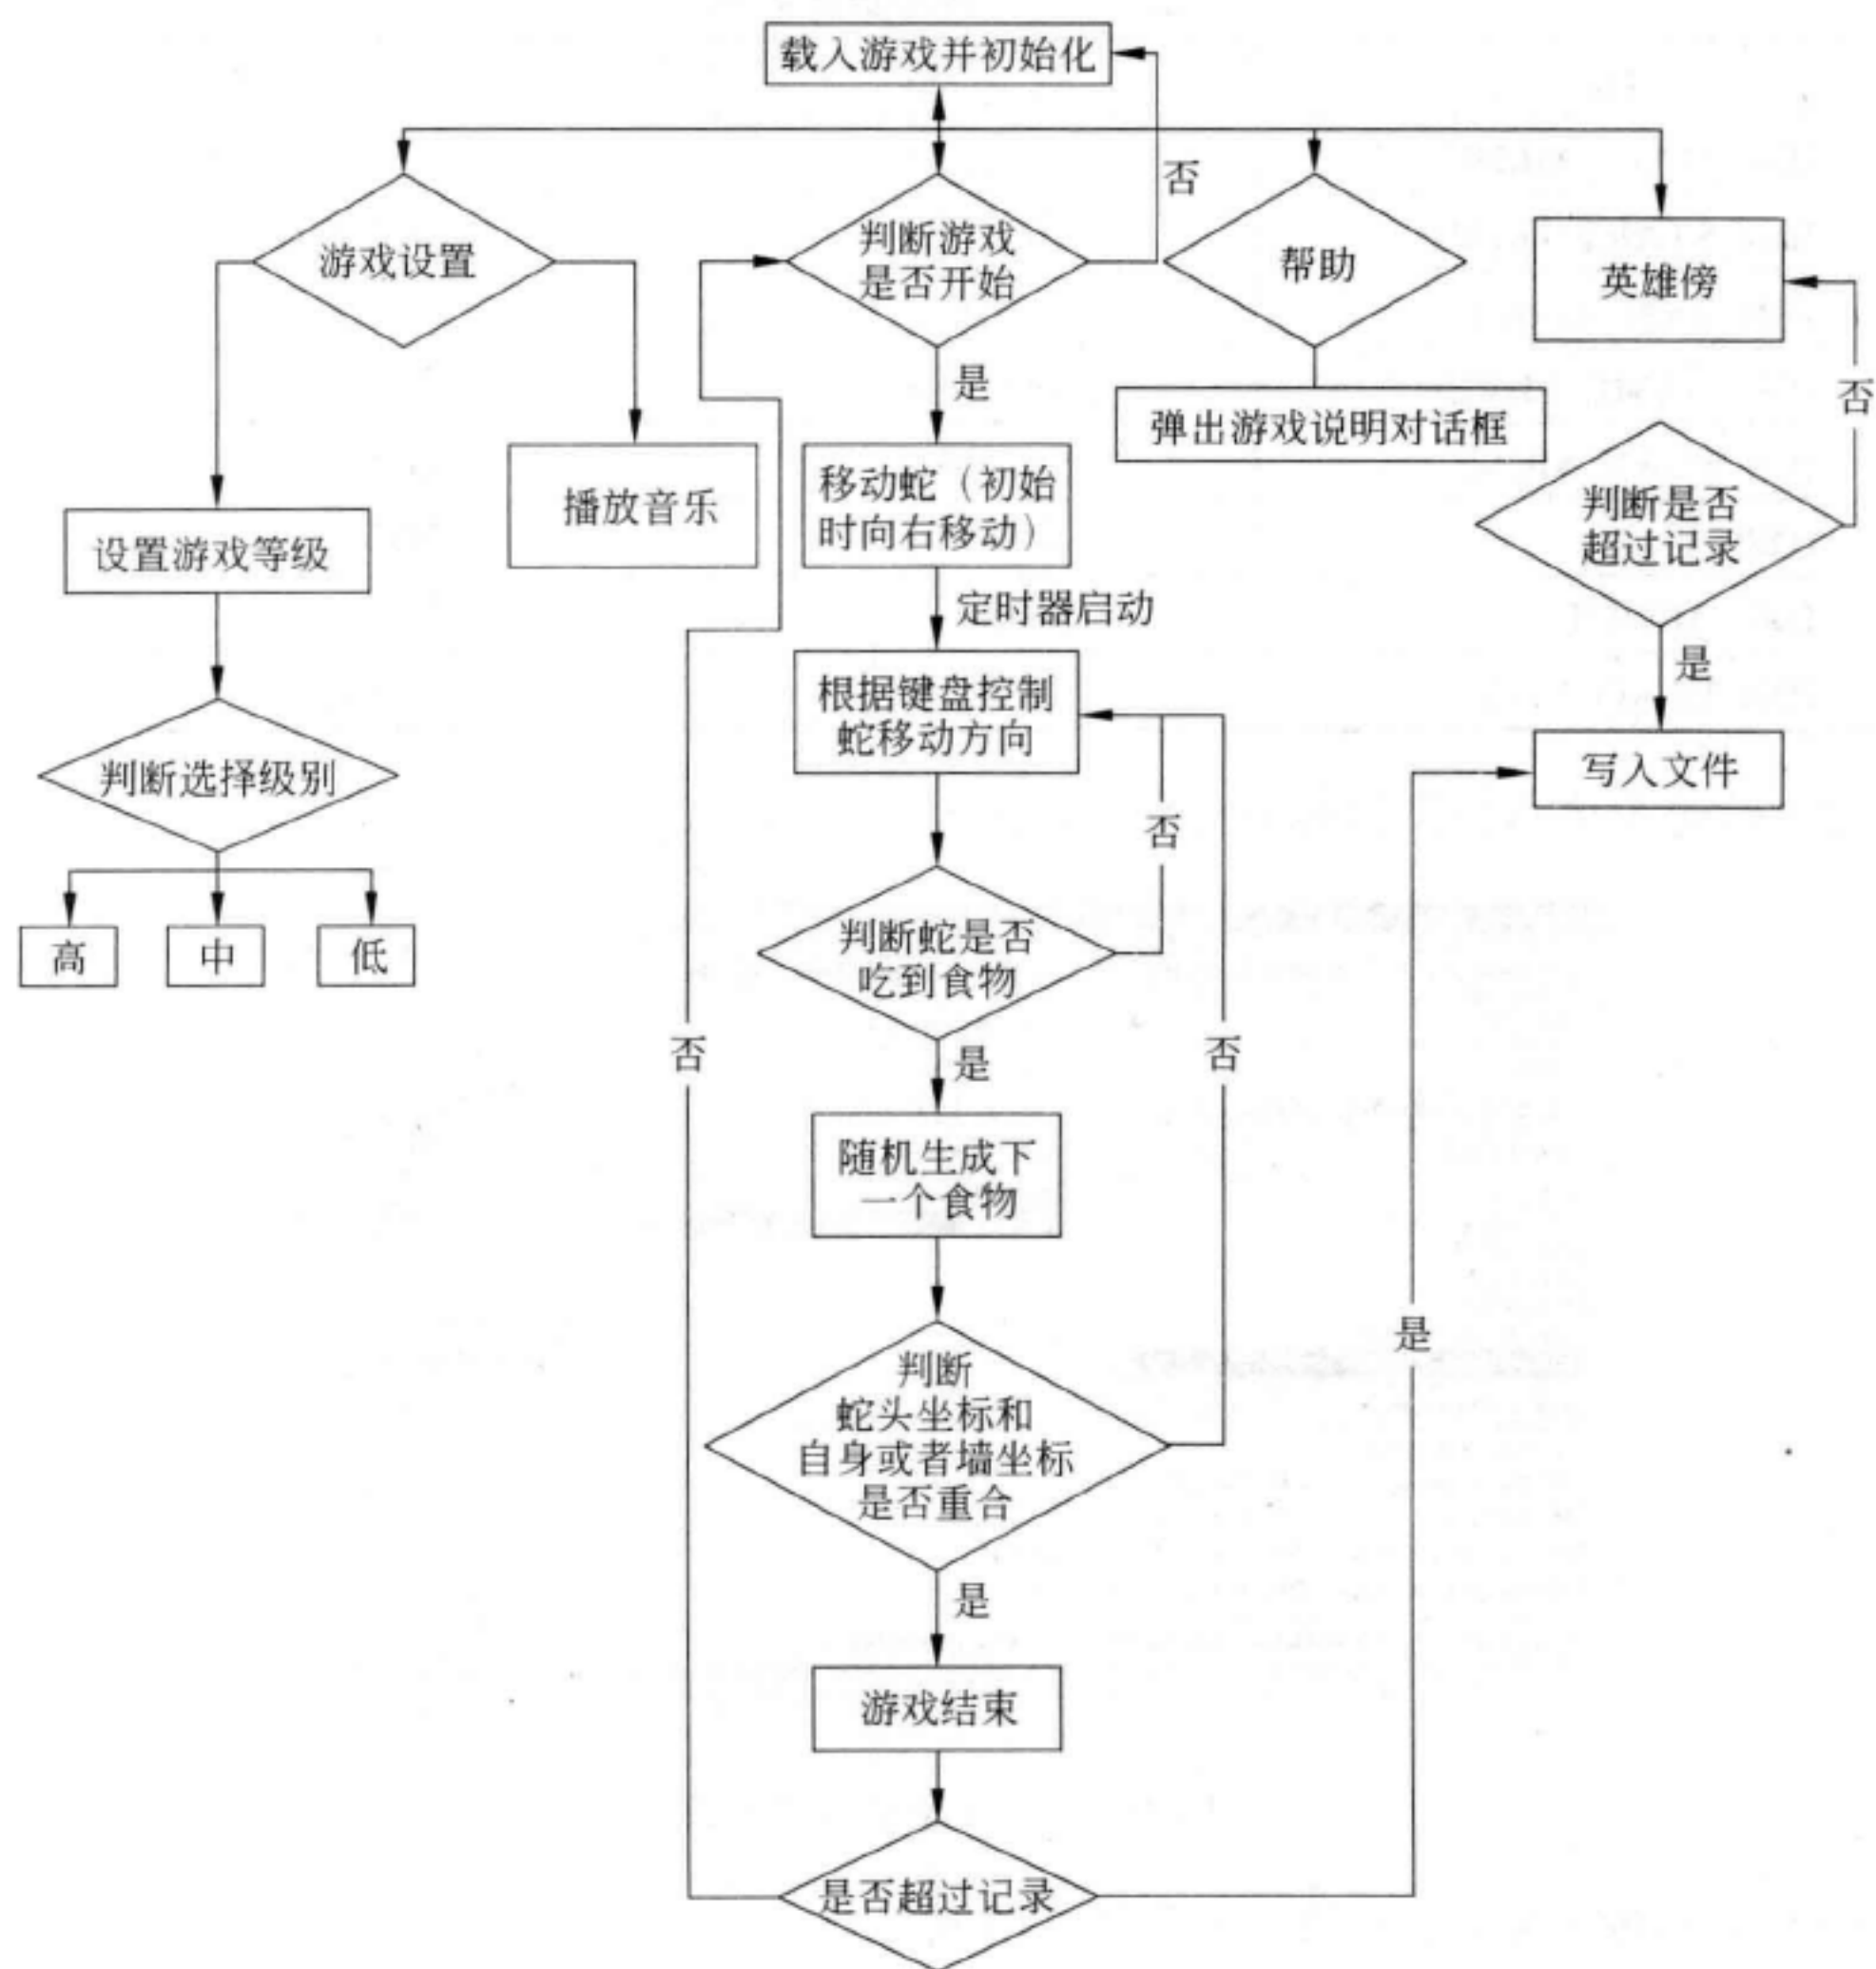 载入游戏并初始化
否
游戏设置
判断游戏
是否开始
帮助
英雄傍
是
否
弹出游戏说明对话框
播放音乐
移动蛇（初始
时向右移动）
判断是否
超过记录
设置游戏等级
定时器启动
是
根据键盘控制
蛇移动方向
判断选择级别
写入文件
否
高
中
低
判断蛇是否
吃到食物
否
是
否
随机生成下
一个食物
是
判断
蛇头坐标和
自身或者墙坐标
是否重合
是
游戏结束
是否超过记录